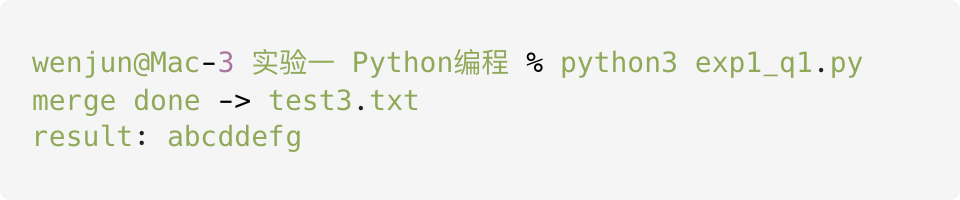 wenjun@Mac-3 实验一 Python编程 % python3 exp1_q1.py
merge done -> test3.txt
result: abcddefg